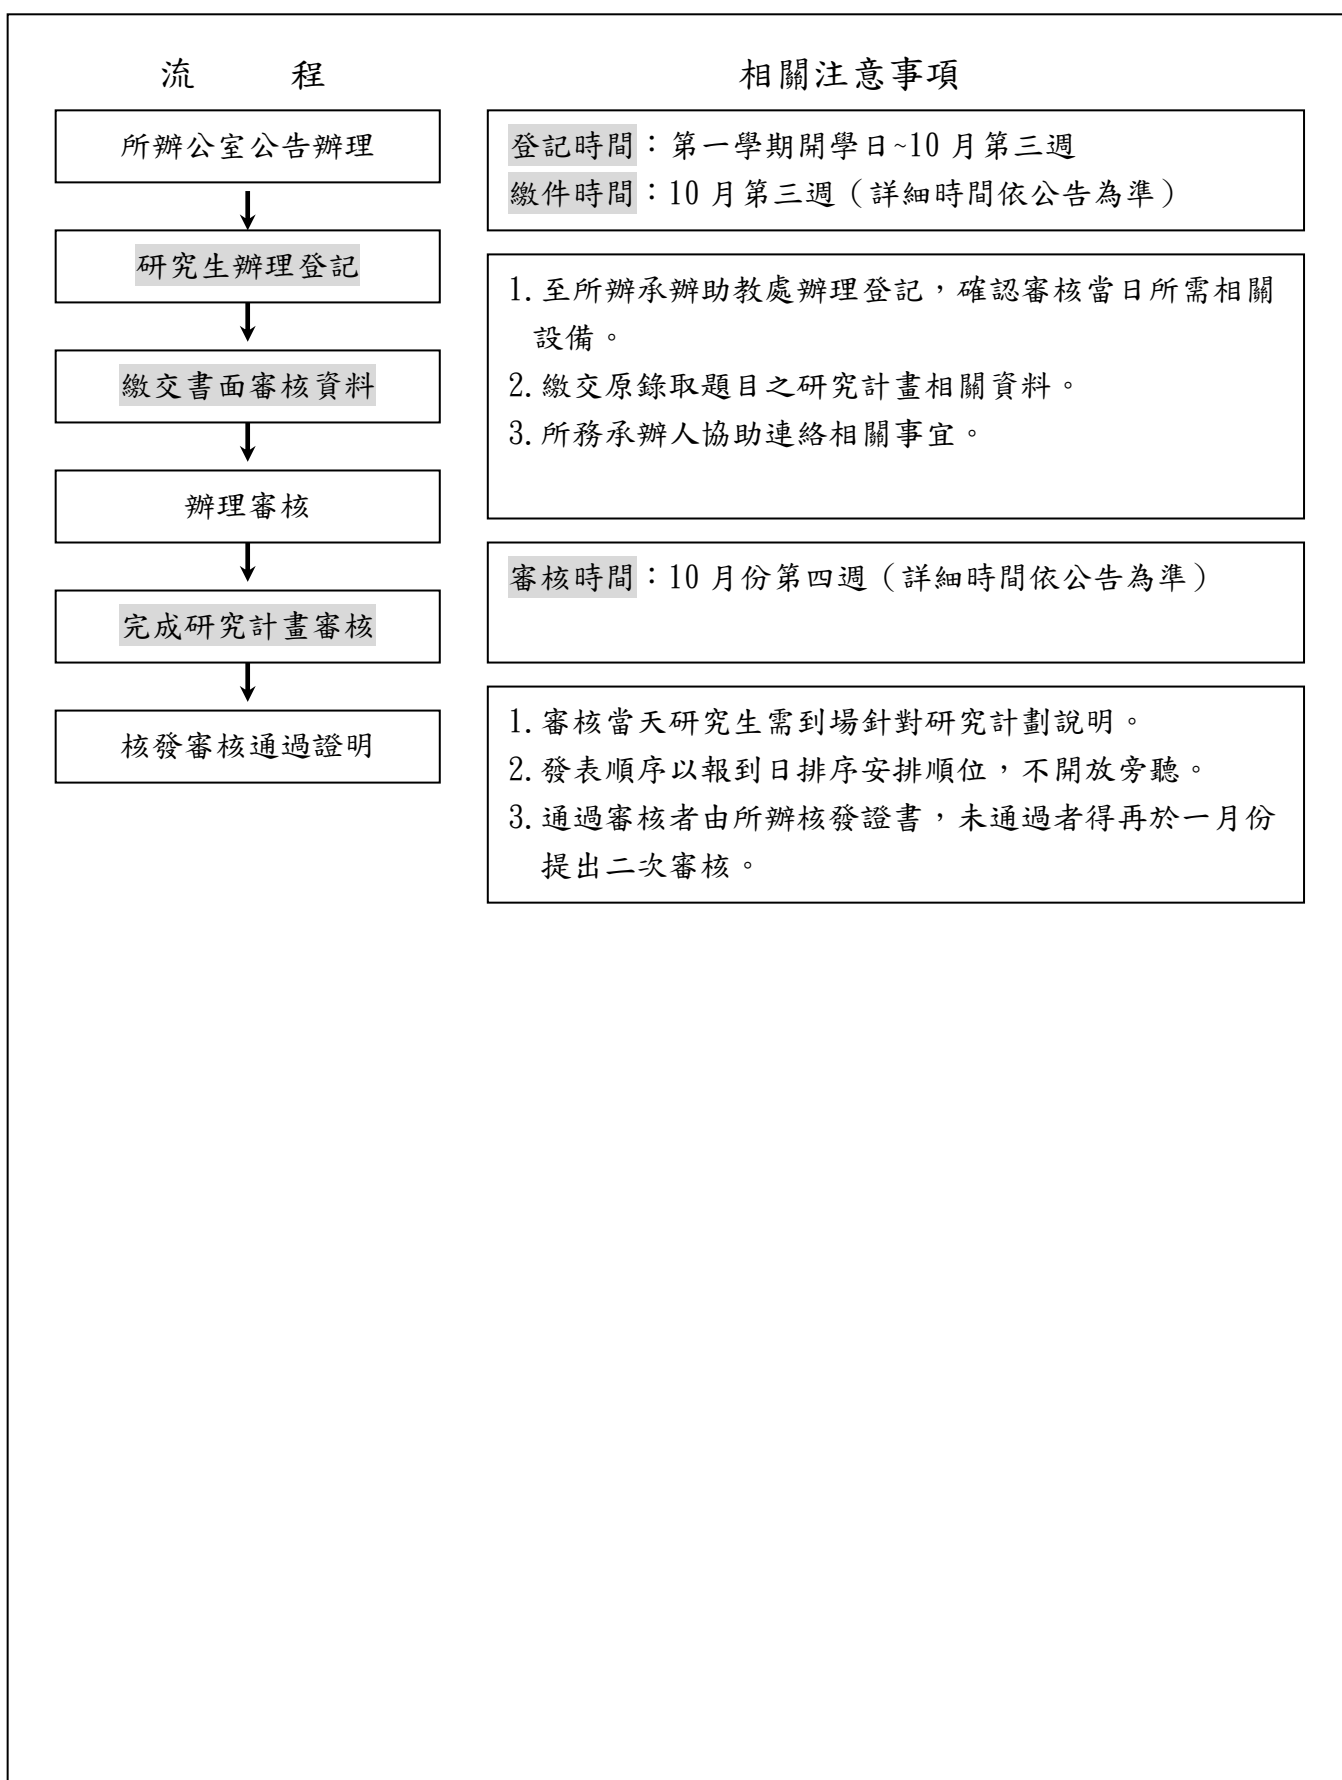 流　　程
所辦公室公告辦理
研究生辦理登記
繳交書面審核資料
辦理審核
完成研究計畫審核
核發審核通過證明
相關注意事項
登記時間：第一學期開學日~10 月第三週
繳件時間：10 月第三週（詳細時間依公告為準）
1.至所辦承辦助教處辦理登記，確認審核當日所需相關
設備。
2.繳交原錄取題目之研究計畫相關資料。
3.所務承辦人協助連絡相關事宜。
審核時間：10 月份第四週（詳細時間依公告為準）
1.審核當天研究生需到場針對研究計劃說明。
2.發表順序以報到日排序安排順位，不開放旁聽。
3.通過審核者由所辦核發證書，未通過者得再於一月份
提出二次審核。